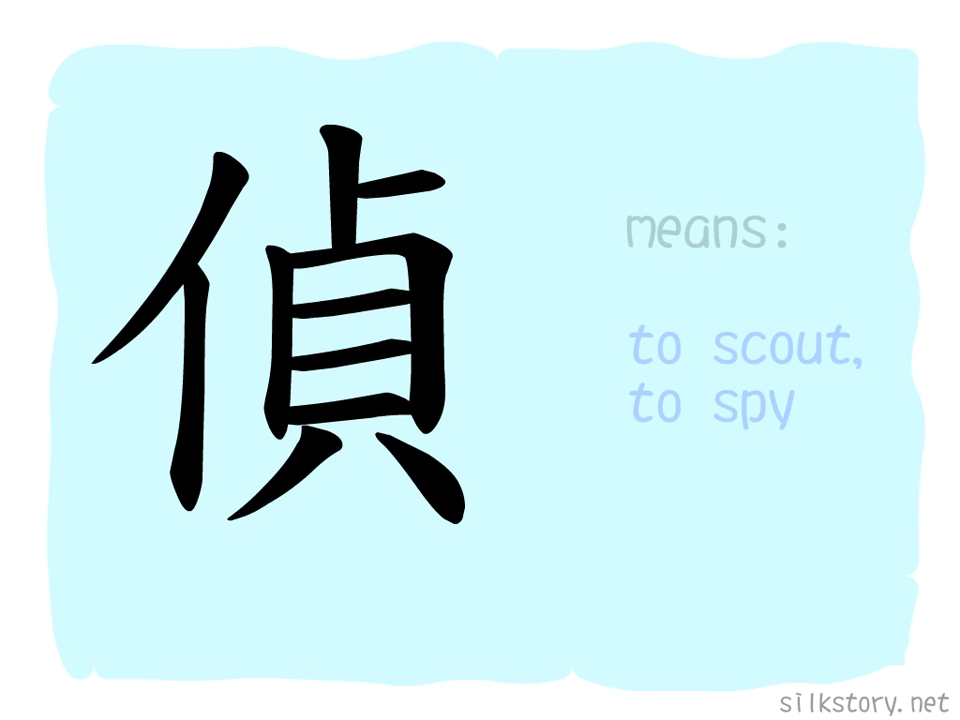 偵
means:
to scout,
to spy
silkstory.net